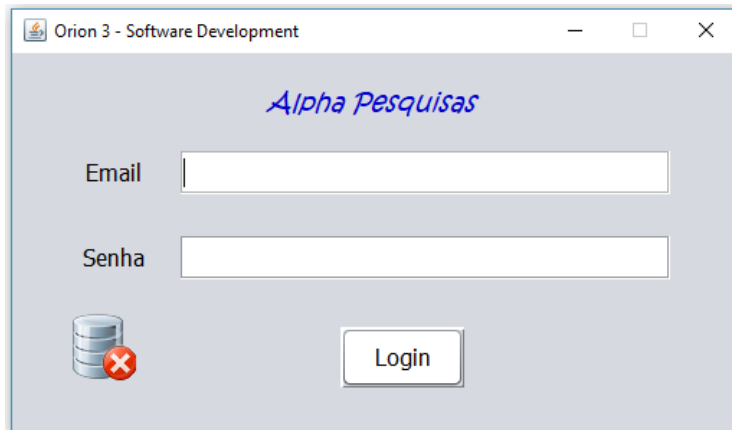 Orion 3 - Software Development
Alpha Pesquisas
Email
Senha
Login